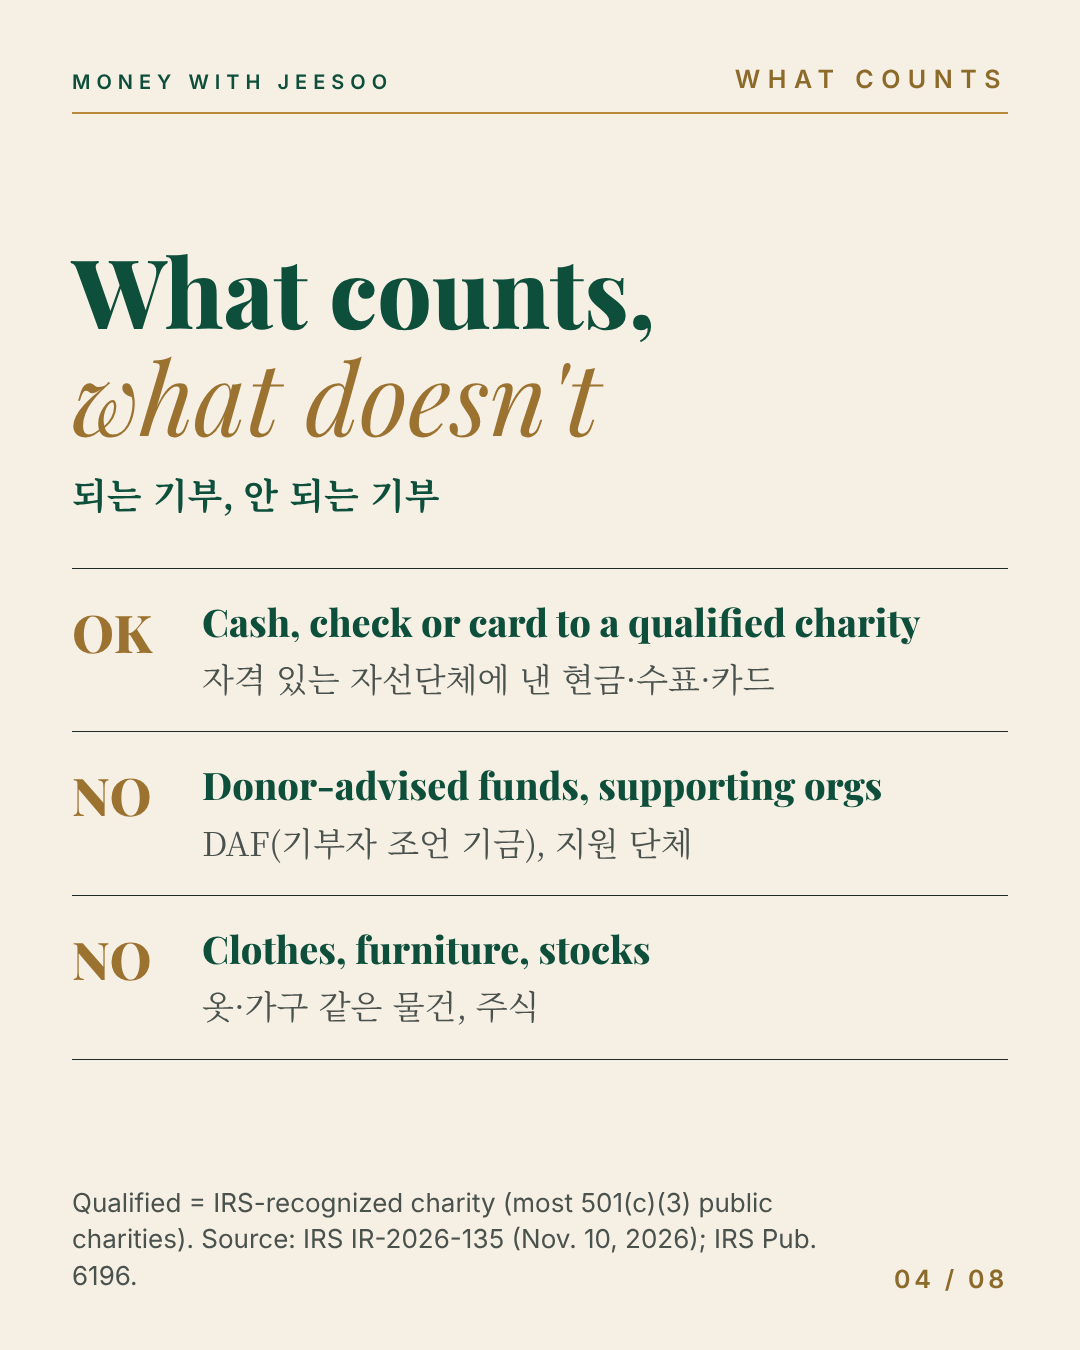 MONEY WITH JEESOO
WHAT COUNTS
What counts,
what doesn't
되는 기부, 안 되는 기부
OK
Cash, check or card to a qualified charity
자격 있는 자선단체에 낸 현금·수표·카드
NO
Donor-advised funds, supporting orgs
DAF(기부자 조언 기금), 지원 단체
NO
Clothes, furniture, stocks
옷·가구 같은 물건, 주식
Qualified = IRS-recognized charity (most 501(c)(3) public
charities). Source: IRS IR-2026-135 (Nov. 10, 2026); IRS Pub.
6196.
04 / 08